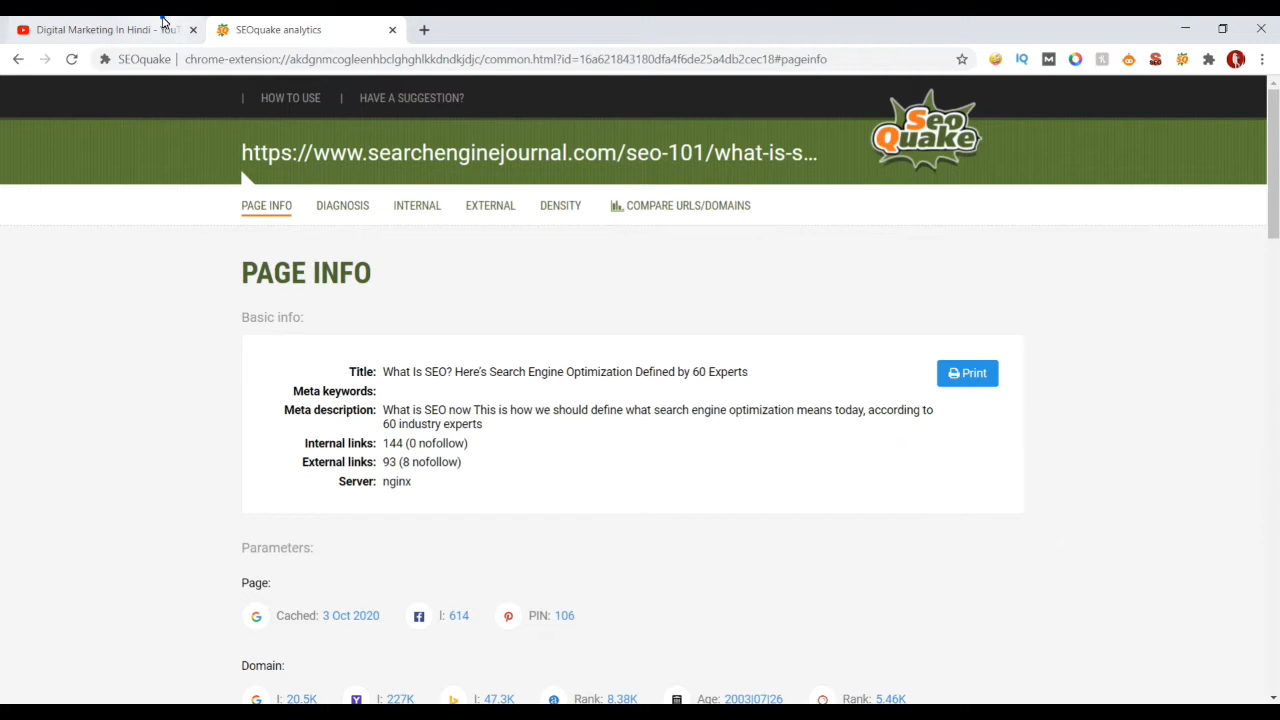 Digital Marketing In Hindi - YouT
SEOquake analytics
SEOquake
chrome-extension://akdgnmcogleenhbclghghlkkdndkjdjc/common.html?id=16a621843180dfa4f6de25a4db2cec18#pageinfo
| HOW TO USE | HAVE A SUGGESTION?
Seo
Quake
https://www.searchenginejournal.com/seo-101/what-is-s...
PAGE INFO DIAGNOSIS INTERNAL EXTERNAL DENSITY COMPARE URLS/DOMAINS
PAGE INFO
Basic info:
Title: What Is SEO? Here's Search Engine Optimization Defined by 60 Experts
Print
Meta keywords:
Meta description: What is SEO now This is how we should define what search engine optimization means today, according to
60 industry experts
Internal links: 144 (0 nofollow)
External links: 93 (8 nofollow)
Server: nginx
Parameters:
Page:
Cached: 3 Oct 2020 I: 614 PIN: 106
Domain:
I: 20.5K I: 227K I: 47.3K Rank: 8.38K Age: 2003|07|26 Rank: 5.46K